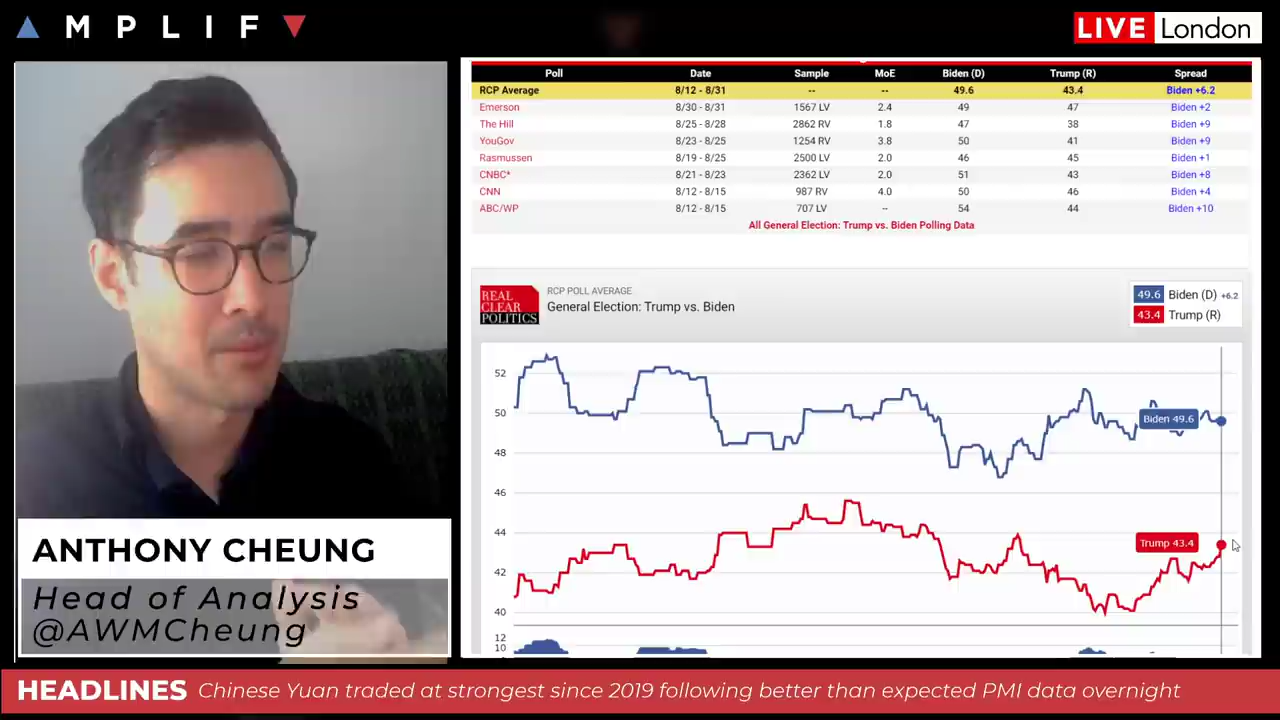 AMPLIFY
LIVE London
Poll Date Sample MoE Biden (D) Trump (R) Spread
RCP Average 8/12 - 8/31 -- -- 49.6 43.4 Biden +6.2
Emerson 8/30 - 8/31 1567 LV 2.4 49 47 Biden +2
The Hill 8/25 - 8/28 2862 RV 1.8 47 38 Biden +9
YouGov 8/23 - 8/25 1254 RV 3.8 50 41 Biden +9
Rasmussen 8/19 - 8/25 2500 LV 2.0 46 45 Biden +1
CNBC* 8/21 - 8/23 2362 LV 2.0 51 43 Biden +8
CNN 8/12 - 8/15 987 RV 4.0 50 46 Biden +4
ABC/WP 8/12 - 8/15 707 LV -- 54 44 Biden +10
All General Election: Trump vs. Biden Polling Data
REAL
CLEAR
POLITICS
RCP POLL AVERAGE
General Election: Trump vs. Biden
49.6 Biden (D) +6.2
43.4 Trump (R)
52
50
Biden 49.6
48
46
44
Trump 43.4
42
40
12
10
ANTHONY CHEUNG
Head of Analysis
@AWMCheung
HEADLINES Chinese Yuan traded at strongest since 2019 following better than expected PMI data overnight